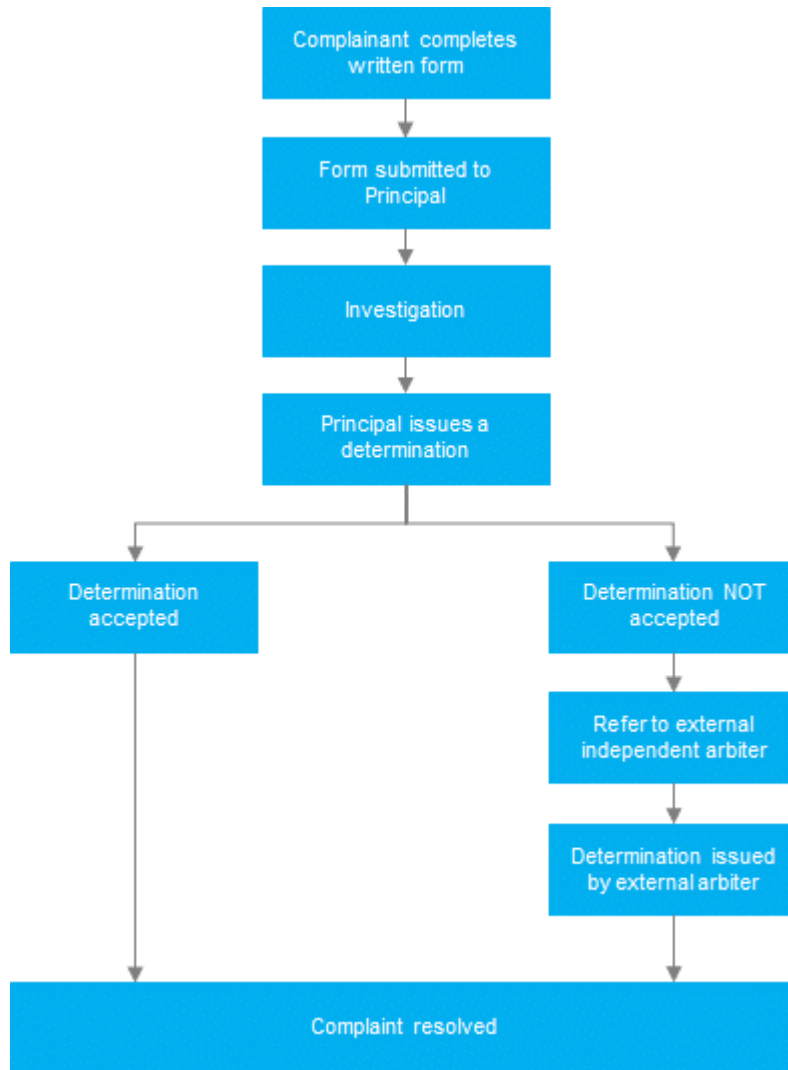 Complainant completes
written form
Form submitted to
Principal
Investigation
Principal issues a
determination
Determination
accepted
Determination NOT
accepted
Refer to external
independent arbiter
Determination issued
by external arbiter
Complaint resolved